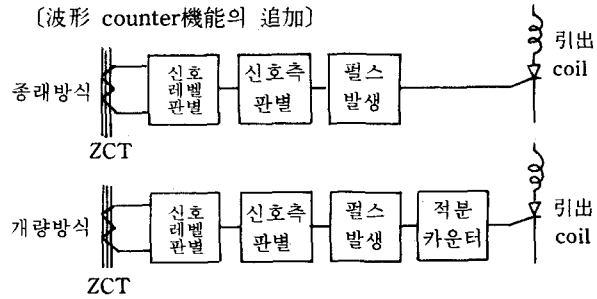 〔波形 counter機能의 追加〕
종래방식
ZCT
신호
레벨
판별
신호측
판별
펄스
발생
引出
coil
개량방식
ZCT
신호
레벨
판별
신호측
판별
펄스
발생
적분
카운터
引出
coil